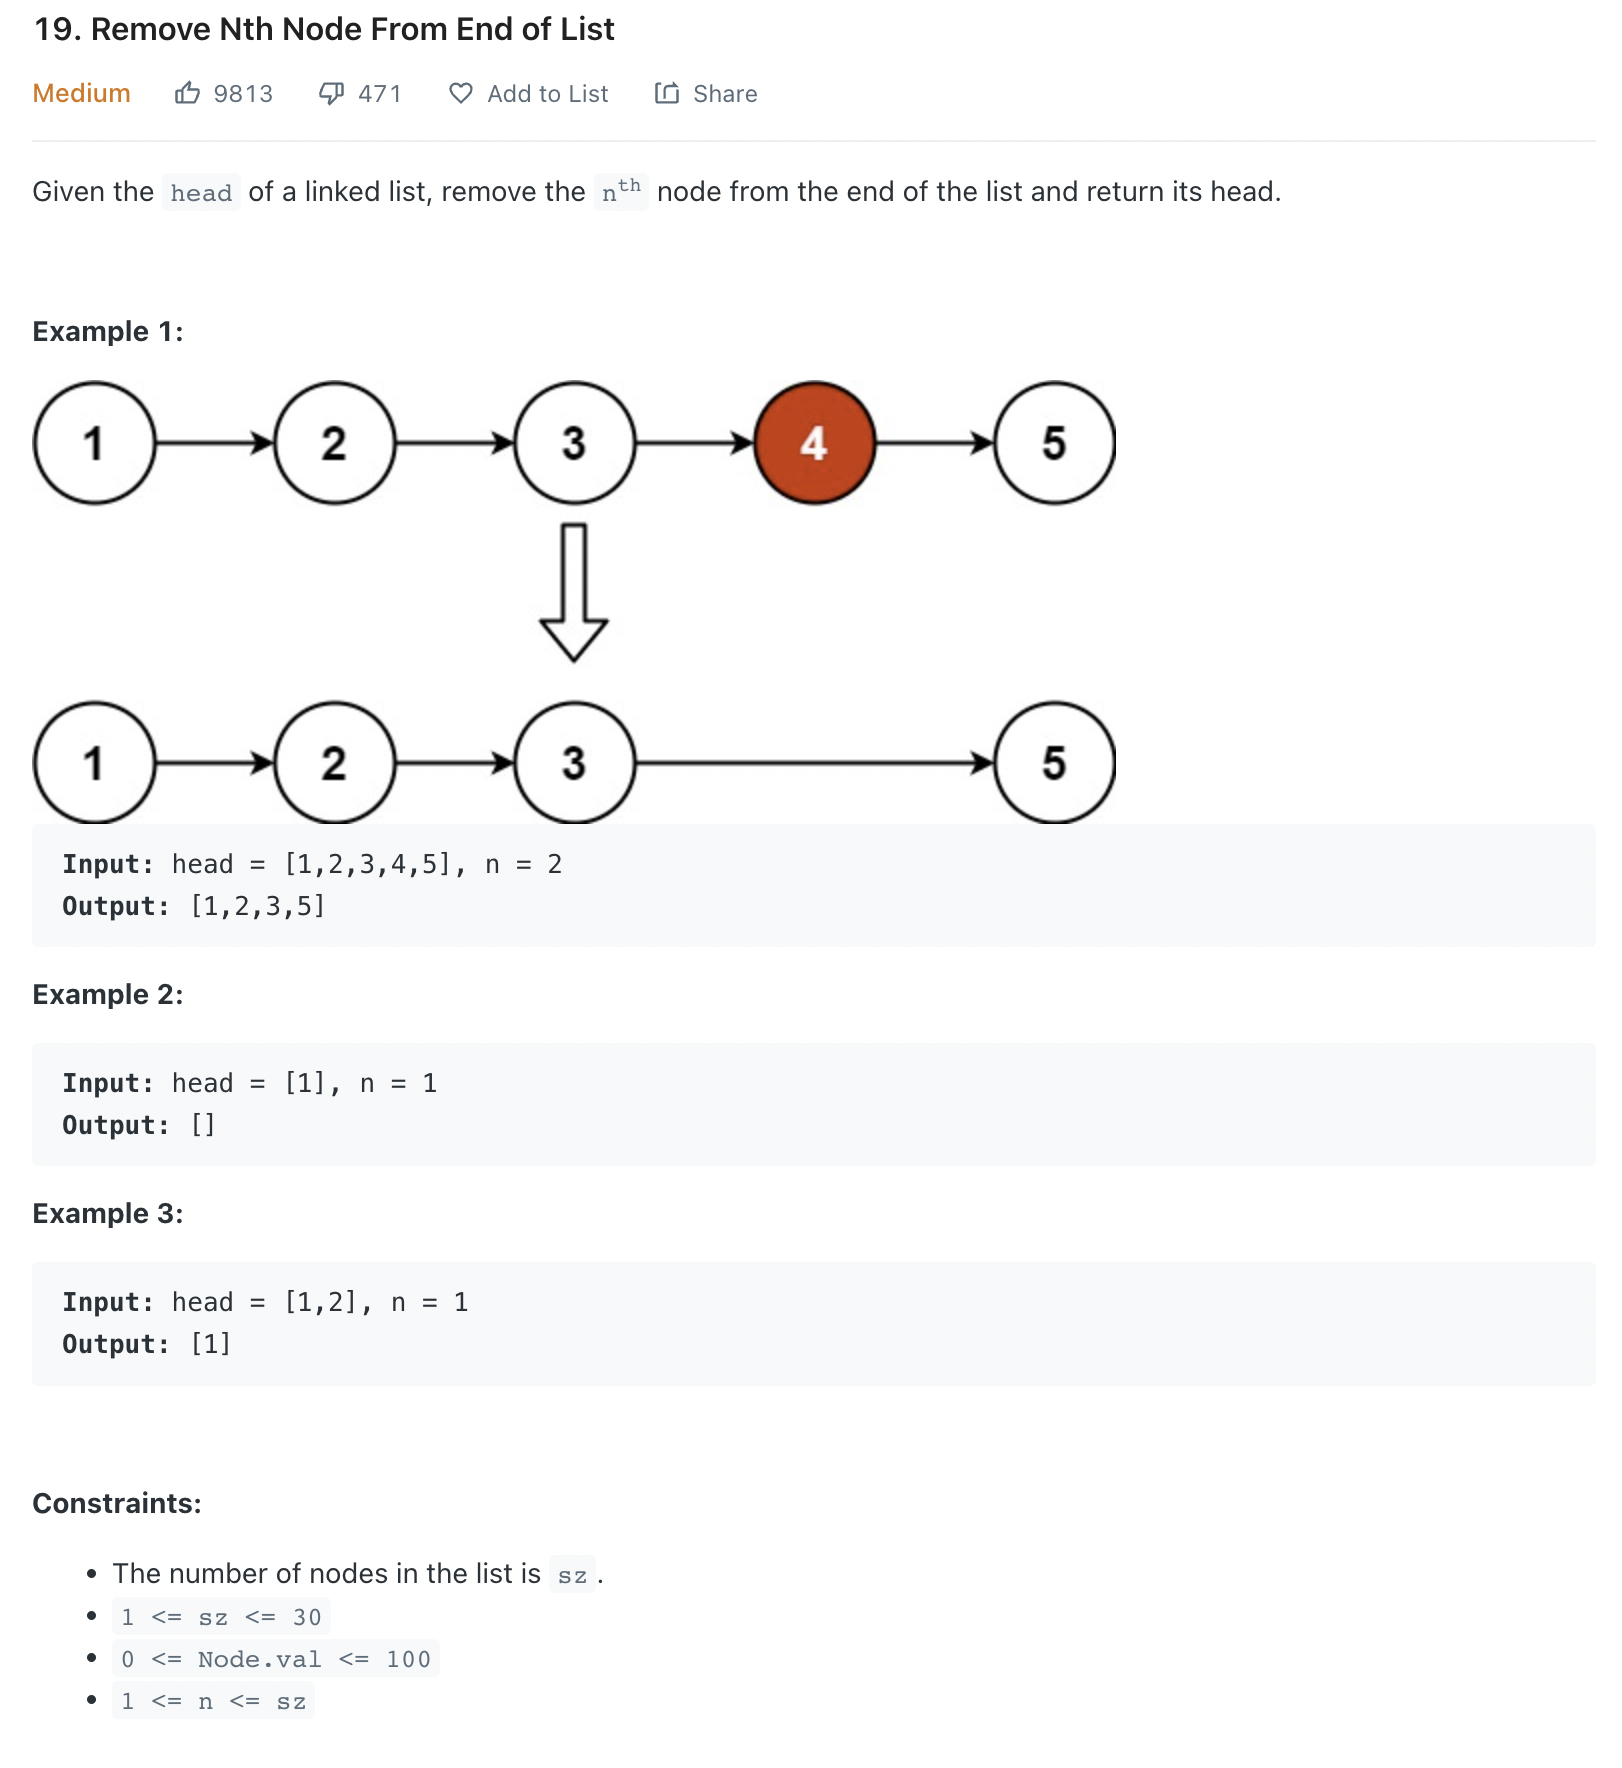 19. Remove Nth Node From End of List
Medium 9813 471 Add to List Share
Given the head of a linked list, remove the nth node from the end of the list and return its head.
Example 1:
1 2 3 4 5
1 2 3 5
Input: head = [1,2,3,4,5], n = 2
Output: [1,2,3,5]
Example 2:
Input: head = [1], n = 1
Output: []
Example 3:
Input: head = [1,2], n = 1
Output: [1]
Constraints:
• The number of nodes in the list is sz.
• 1 <= sz <= 30
• 0 <= Node.val <= 100
• 1 <= n <= sz